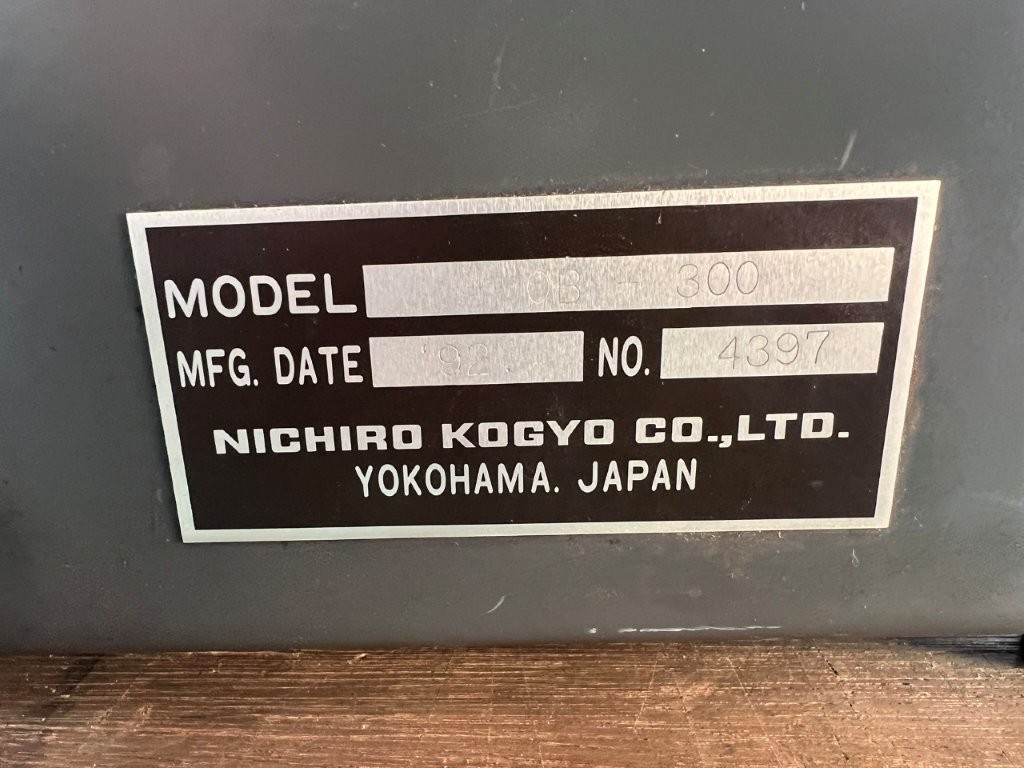 MODEL OB - 300
MFG. DATE '92. NO. 4397
NICHIRO KOGYO CO.,LTD.
YOKOHAMA. JAPAN